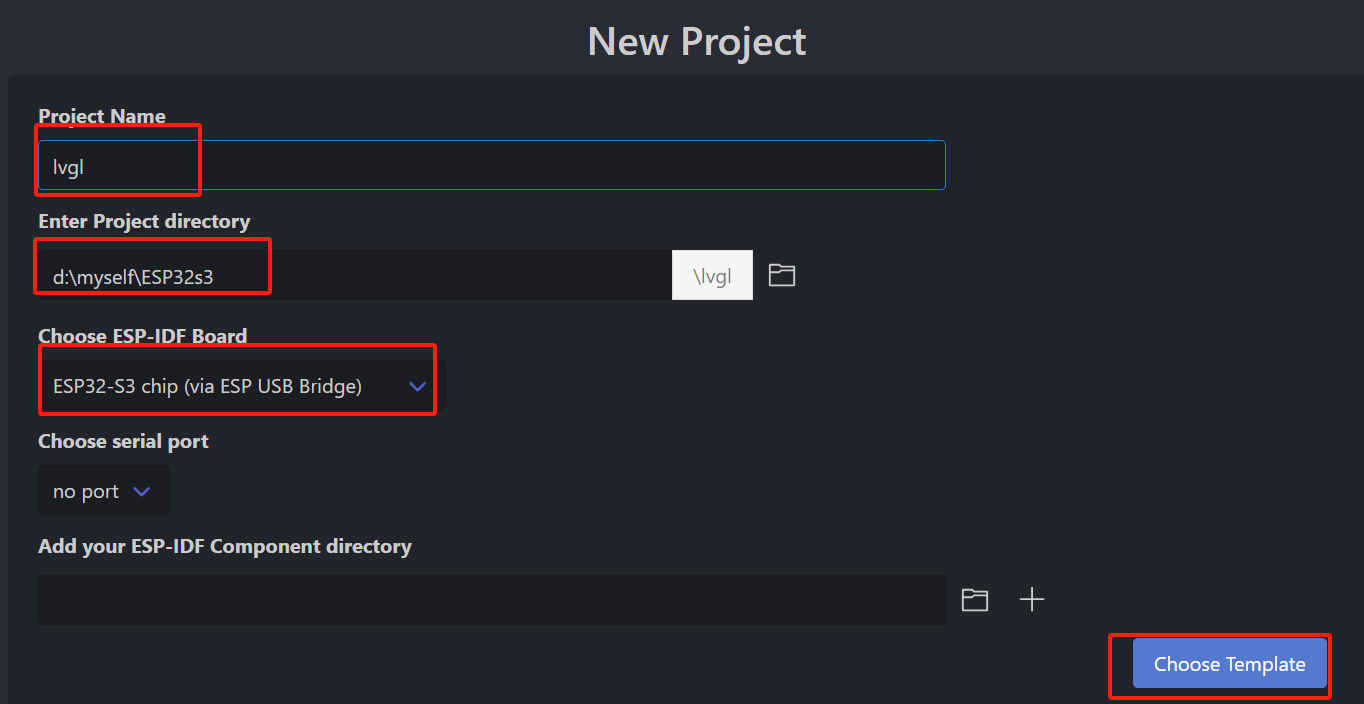 New Project
Project Name
lvgl
Enter Project directory
d:\myself\ESP32s3 \lvgl
Choose ESP-IDF Board
ESP32-S3 chip (via ESP USB Bridge)
Choose serial port
no port
Add your ESP-IDF Component directory
Choose Template